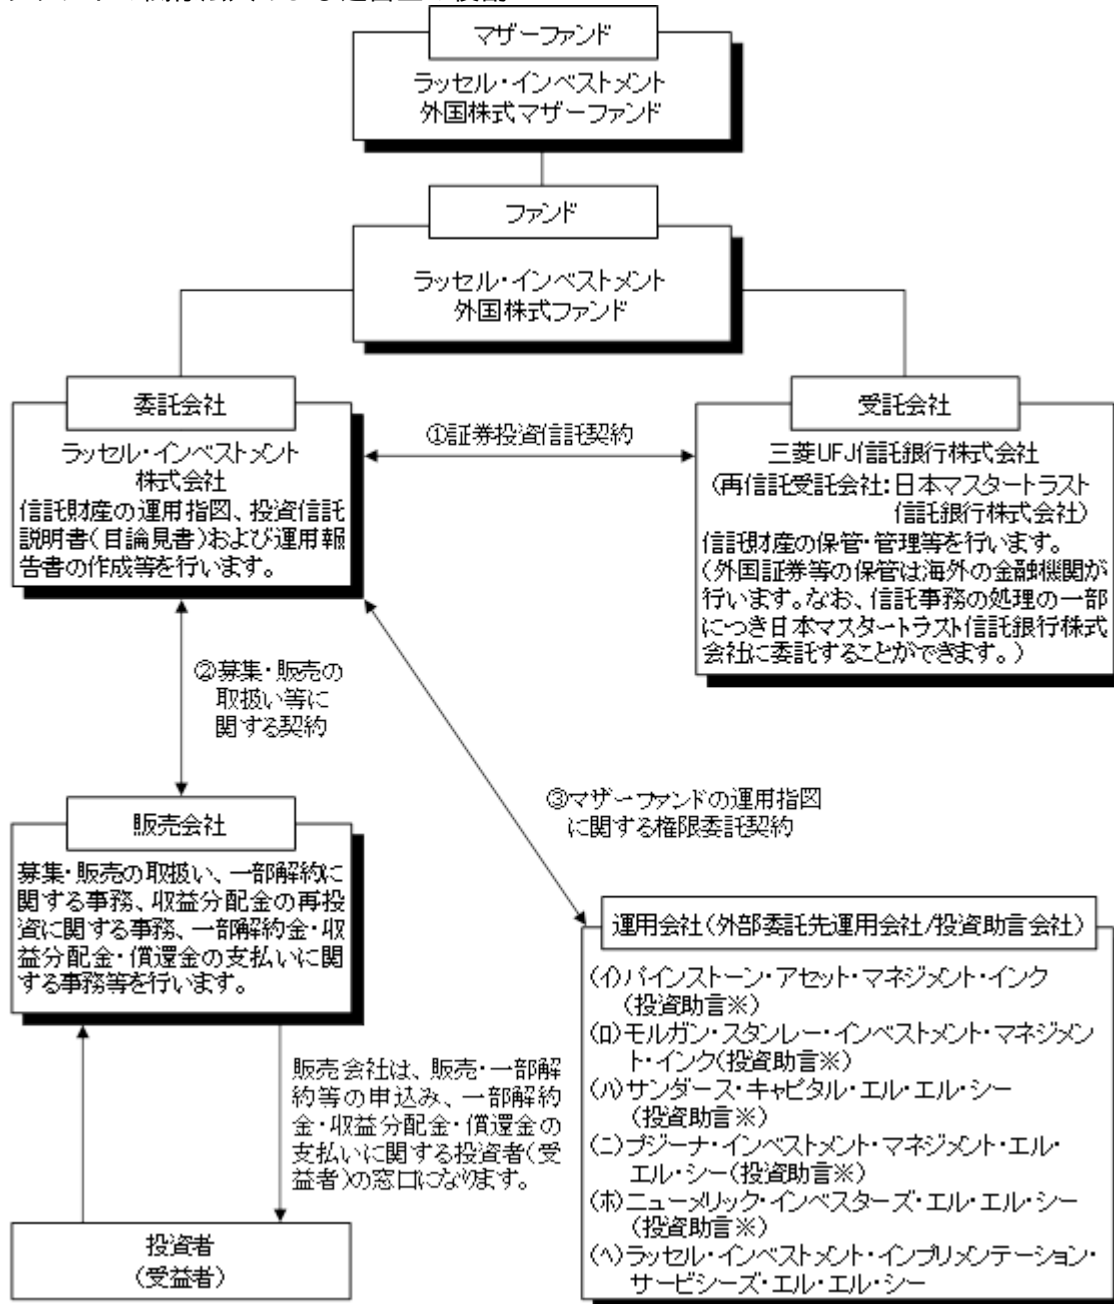 マザーファンド
ラッセル・インベストメント
外国株式マザーファンド
ファンド
ラッセル・インベストメント
外国株式ファンド
委託会社
ラッセル・インベストメント
株式会社
信託財産の運用指図、投資信託
説明書(目論見書)および運用報
告書の作成等を行います。
①証券投資信託契約
受託会社
三菱UFJ信託銀行株式会社
(再信託受託会社:日本マスタートラスト
信託銀行株式会社)
信託財産の保管・管理等を行います。
(外国証券等の保管は海外の金融機関が
行います。なお、信託事務の処理の一部
につき日本マスタートラスト信託銀行株式
会社に委託することができます。)
②募集・販売の
取扱い等に
関する契約
③マザーファンドの運用指図
に関する権限委託契約
販売会社
募集・販売の取扱い、一部解約に
関する事務、収益分配金の再投
資に関する事務、一部解約金・収
益分配金・償還金の支払いに関
する事務等を行います。
販売会社は、販売・一部解
約等の申込み、一部解約
金・収益分配金・償還金の
支払いに関する投資者(受
益者)の窓口になります。
投資者
(受益者)
運用会社(外部委託先運用会社/投資助言会社)
(イ)パインストーン・アセット・マネジメント・インク
(投資助言※)
(ロ)モルガン・スタンレー・インベストメント・マネジメン
ト・インク(投資助言※)
(ハ)サンダース・キャピタル・エル・エル・シー
(投資助言※)
(ニ)プジーナ・インベストメント・マネジメント・エル・
エル・シー(投資助言※)
(ホ)ニューメリック・インベスターズ・エル・エル・シー
(投資助言※)
(ヘ)ラッセル・インベストメント・インプリメンテーション・
サービシーズ・エル・エル・シー